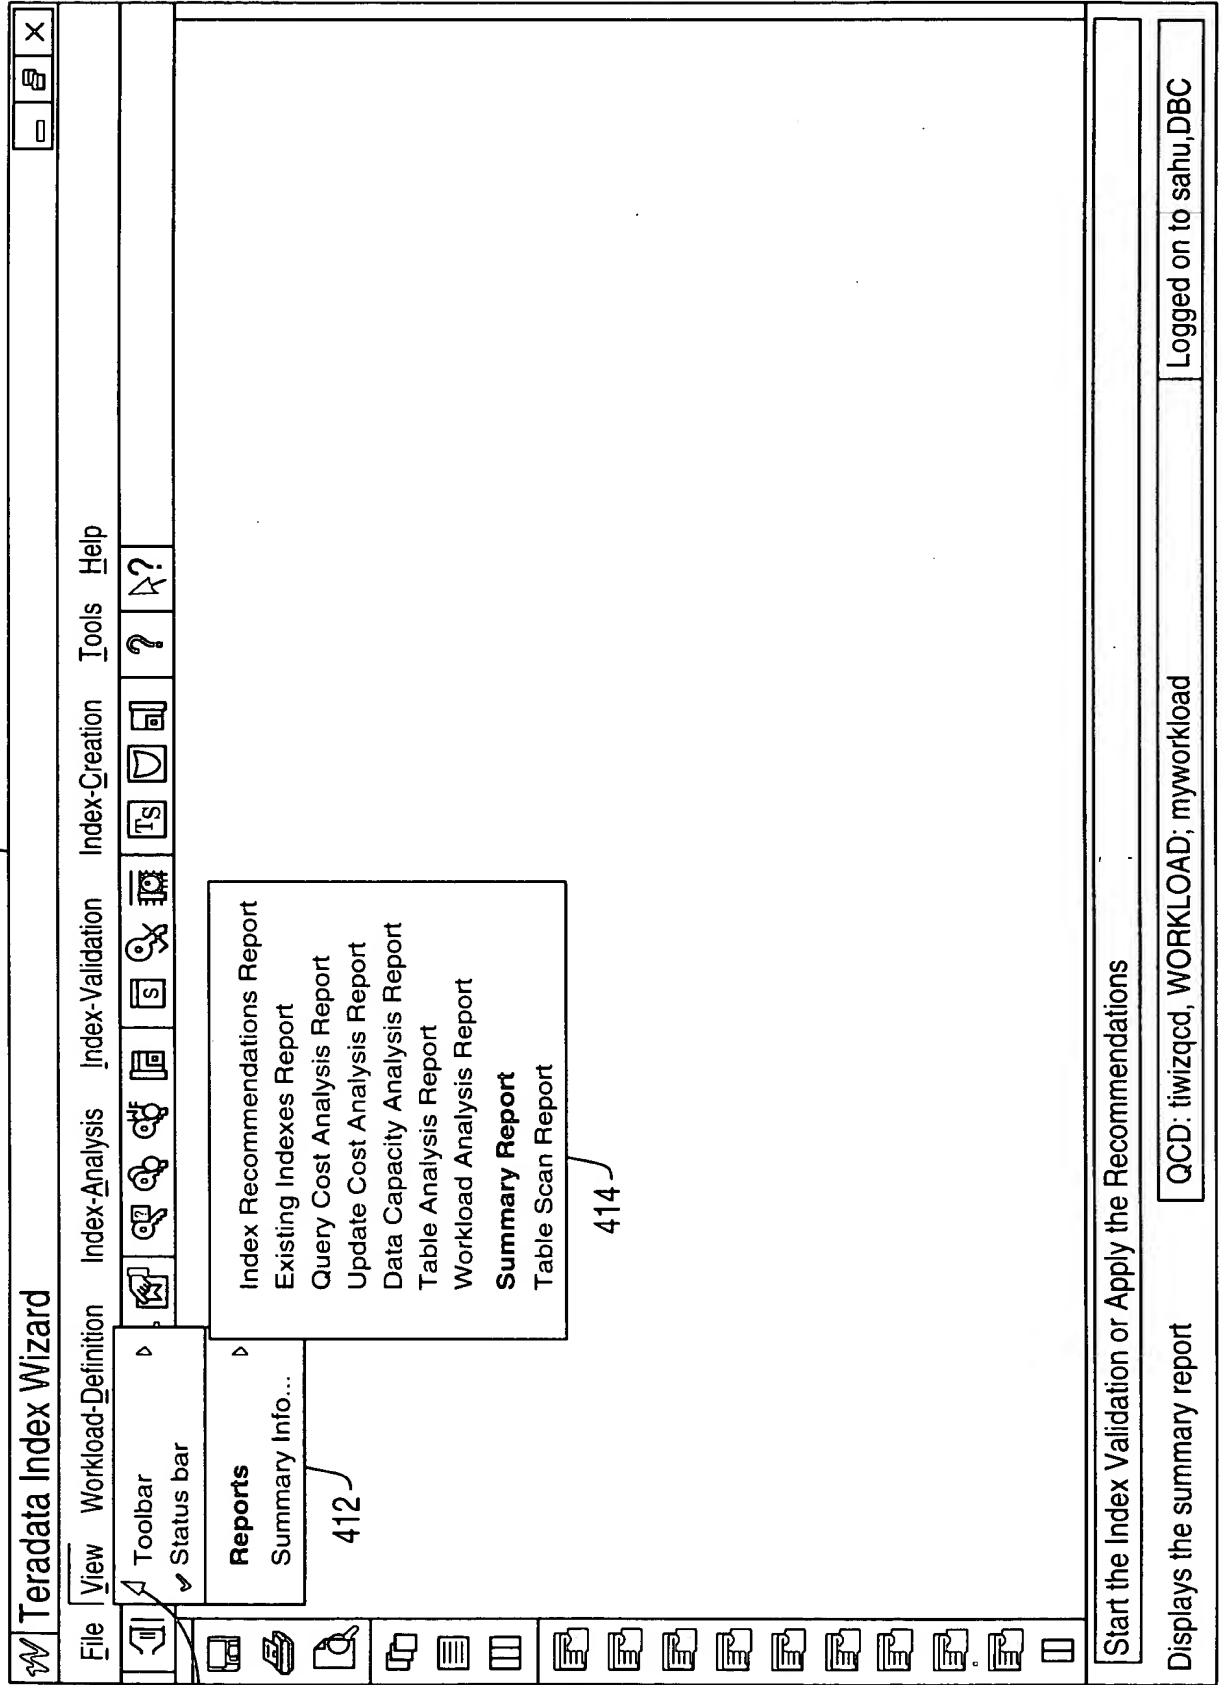 Teradata Index Wizard
File View Workload-Definition Index-Analysis Index-Validation Index-Creation Tools Help
? S WF TS ? ?
Toolbar
Status bar
Reports
Summary Info...
412
Index Recommendations Report
Existing Indexes Report
Query Cost Analysis Report
Update Cost Analysis Report
Data Capacity Analysis Report
Table Analysis Report
Workload Analysis Report
Summary Report
Table Scan Report
414
Start the Index Validation or Apply the Recommendations
Displays the summary report
QCD: tiwizqcd, WORKLOAD; myworkload
Logged on to sahu,DBC